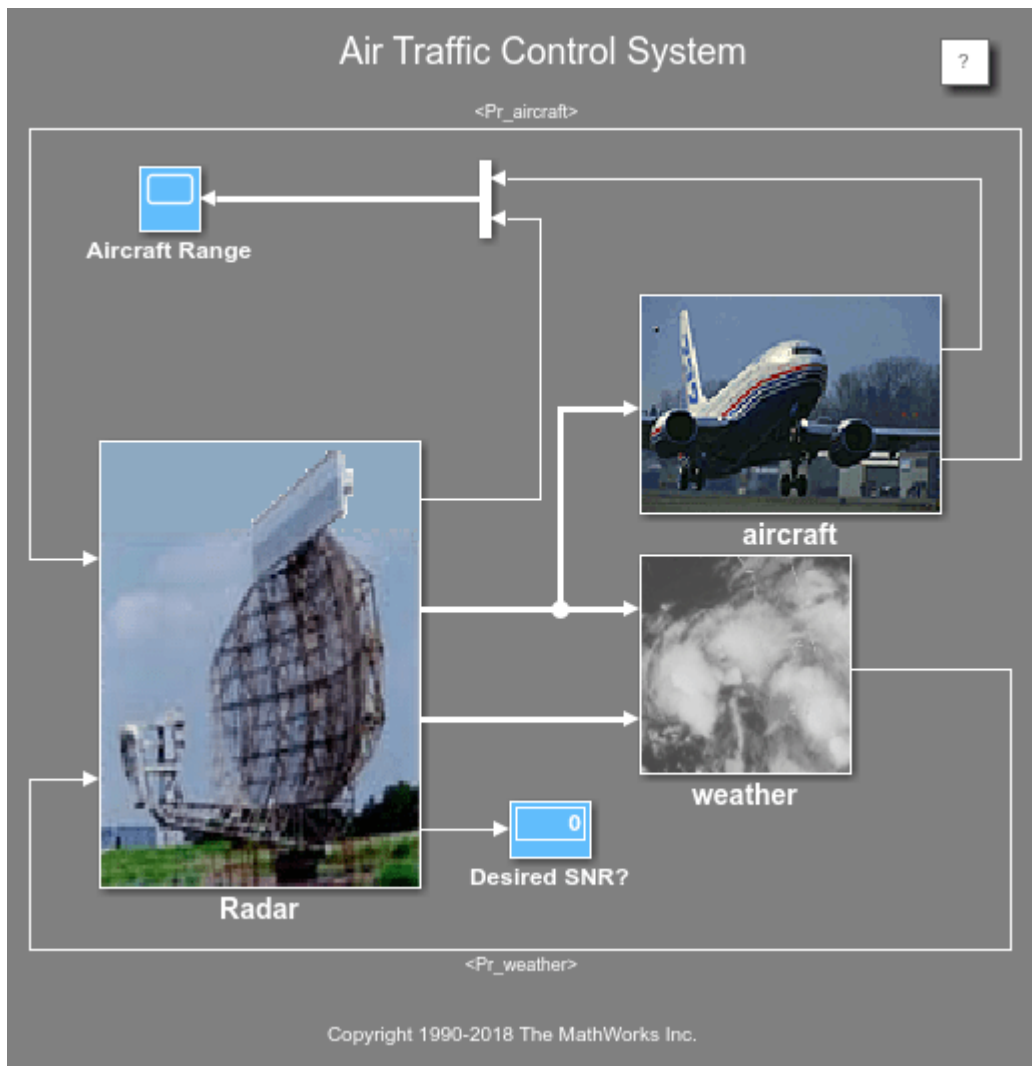 Air Traffic Control System
?
<Pr_aircraft>
Aircraft Range
aircraft
weather
0
Desired SNR?
Radar
<Pr_weather>
Copyright 1990-2018 The MathWorks Inc.